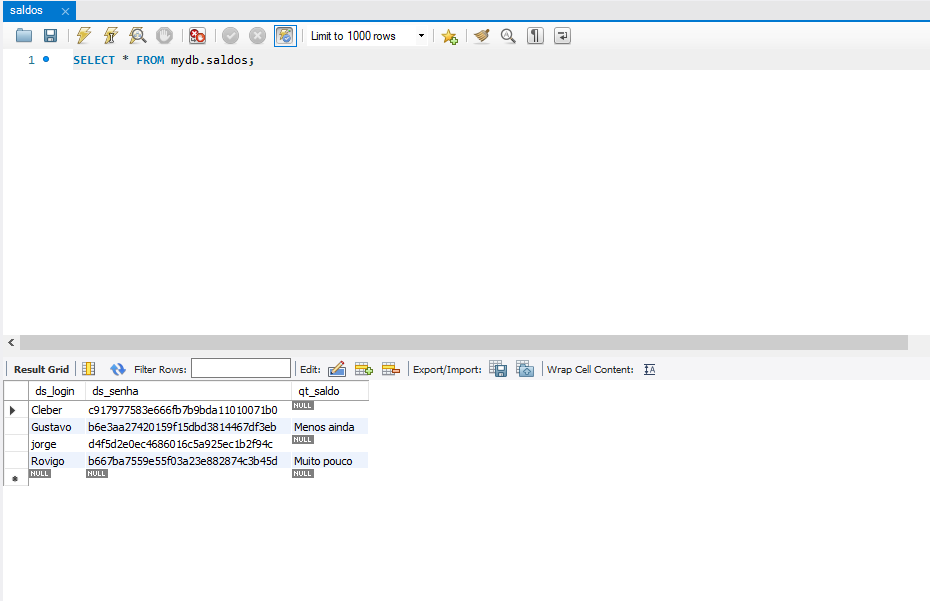 saldos
Limit to 1000 rows
1 SELECT * FROM mydb.saldos;
Result Grid Filter Rows: Edit: Export/Import: Wrap Cell Content: IA
ds_login ds_senha qt_saldo
Cleber c917977583e666fb7b9bda11010071b0 NULL
Gustavo b6e3aa27420159f15dbd3814467df3eb Menos ainda
jorge d4f5d2e0ec4686016c5a925ec1b2f94c NULL
Rovigo b667ba7559e55f03a23e882874c3b45d Muito pouco
NULL NULL NULL